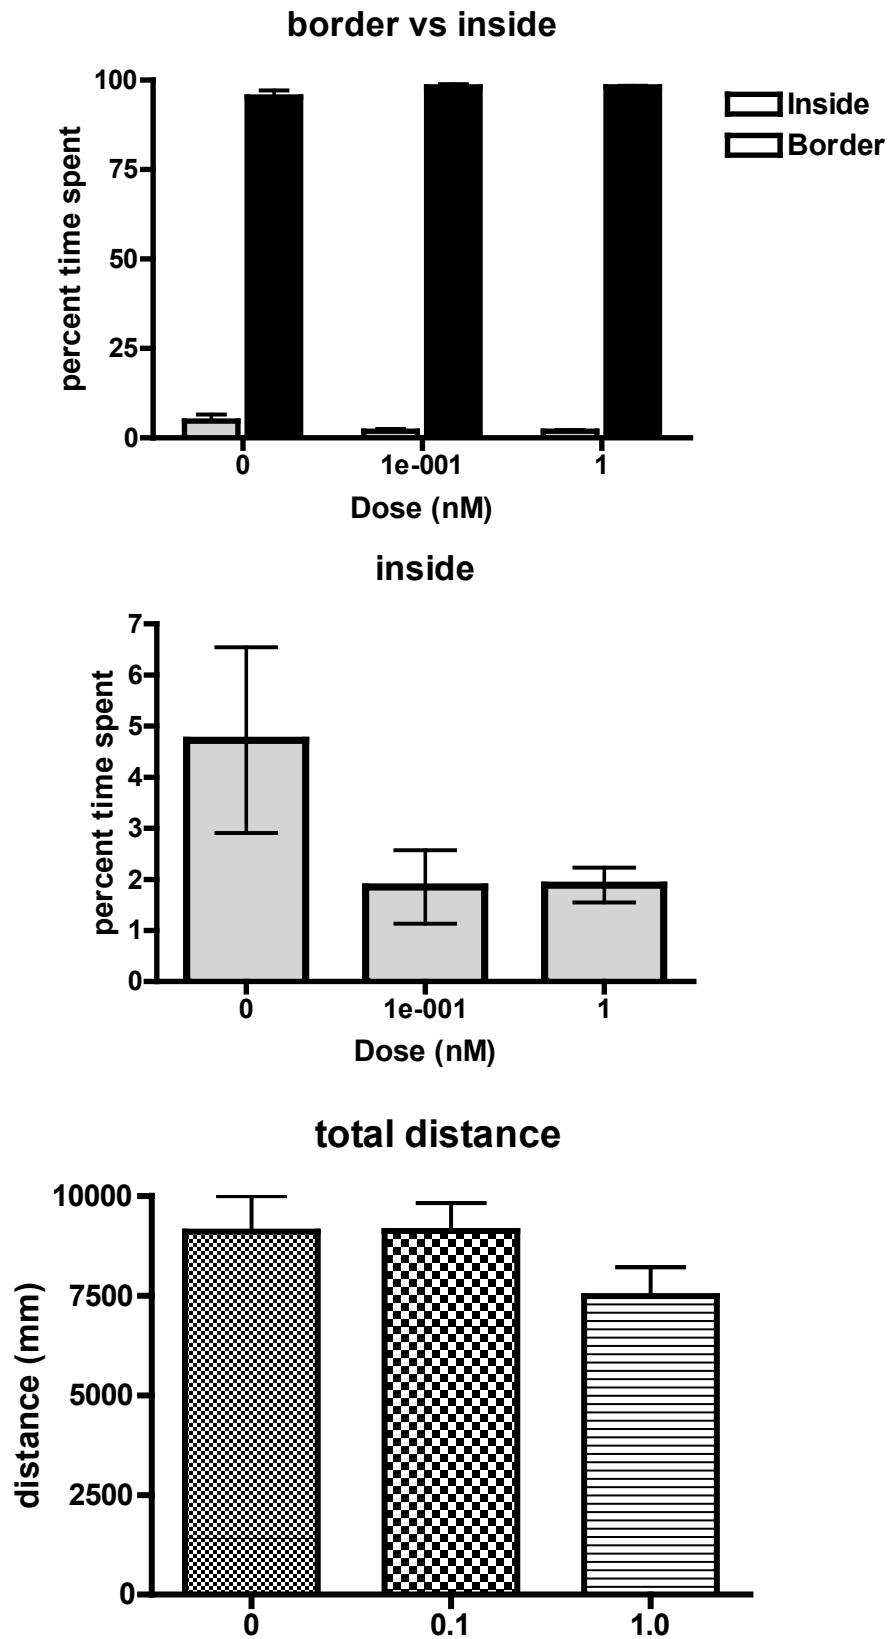 border vs inside
100
75
50
25
0
percent time spent
Inside
Border
0 1e-001 1
Dose (nM)
inside
7
6
5
4
3
2
1
0
percent time spent
0 1e-001 1
Dose (nM)
total distance
10000
7500
5000
2500
0
distance (mm)
0 0.1 1.0